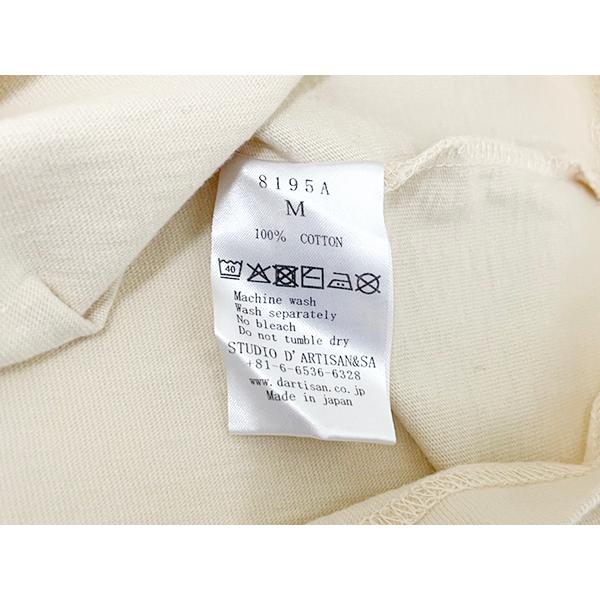 8195A
M
100% COTTON
40
Machine wash
Wash separately
No bleach
Do not tumble dry
STUDIO D'ARTISAN&SA
+81-6-6536-6328
www.dartisan.co.jp
Made in japan